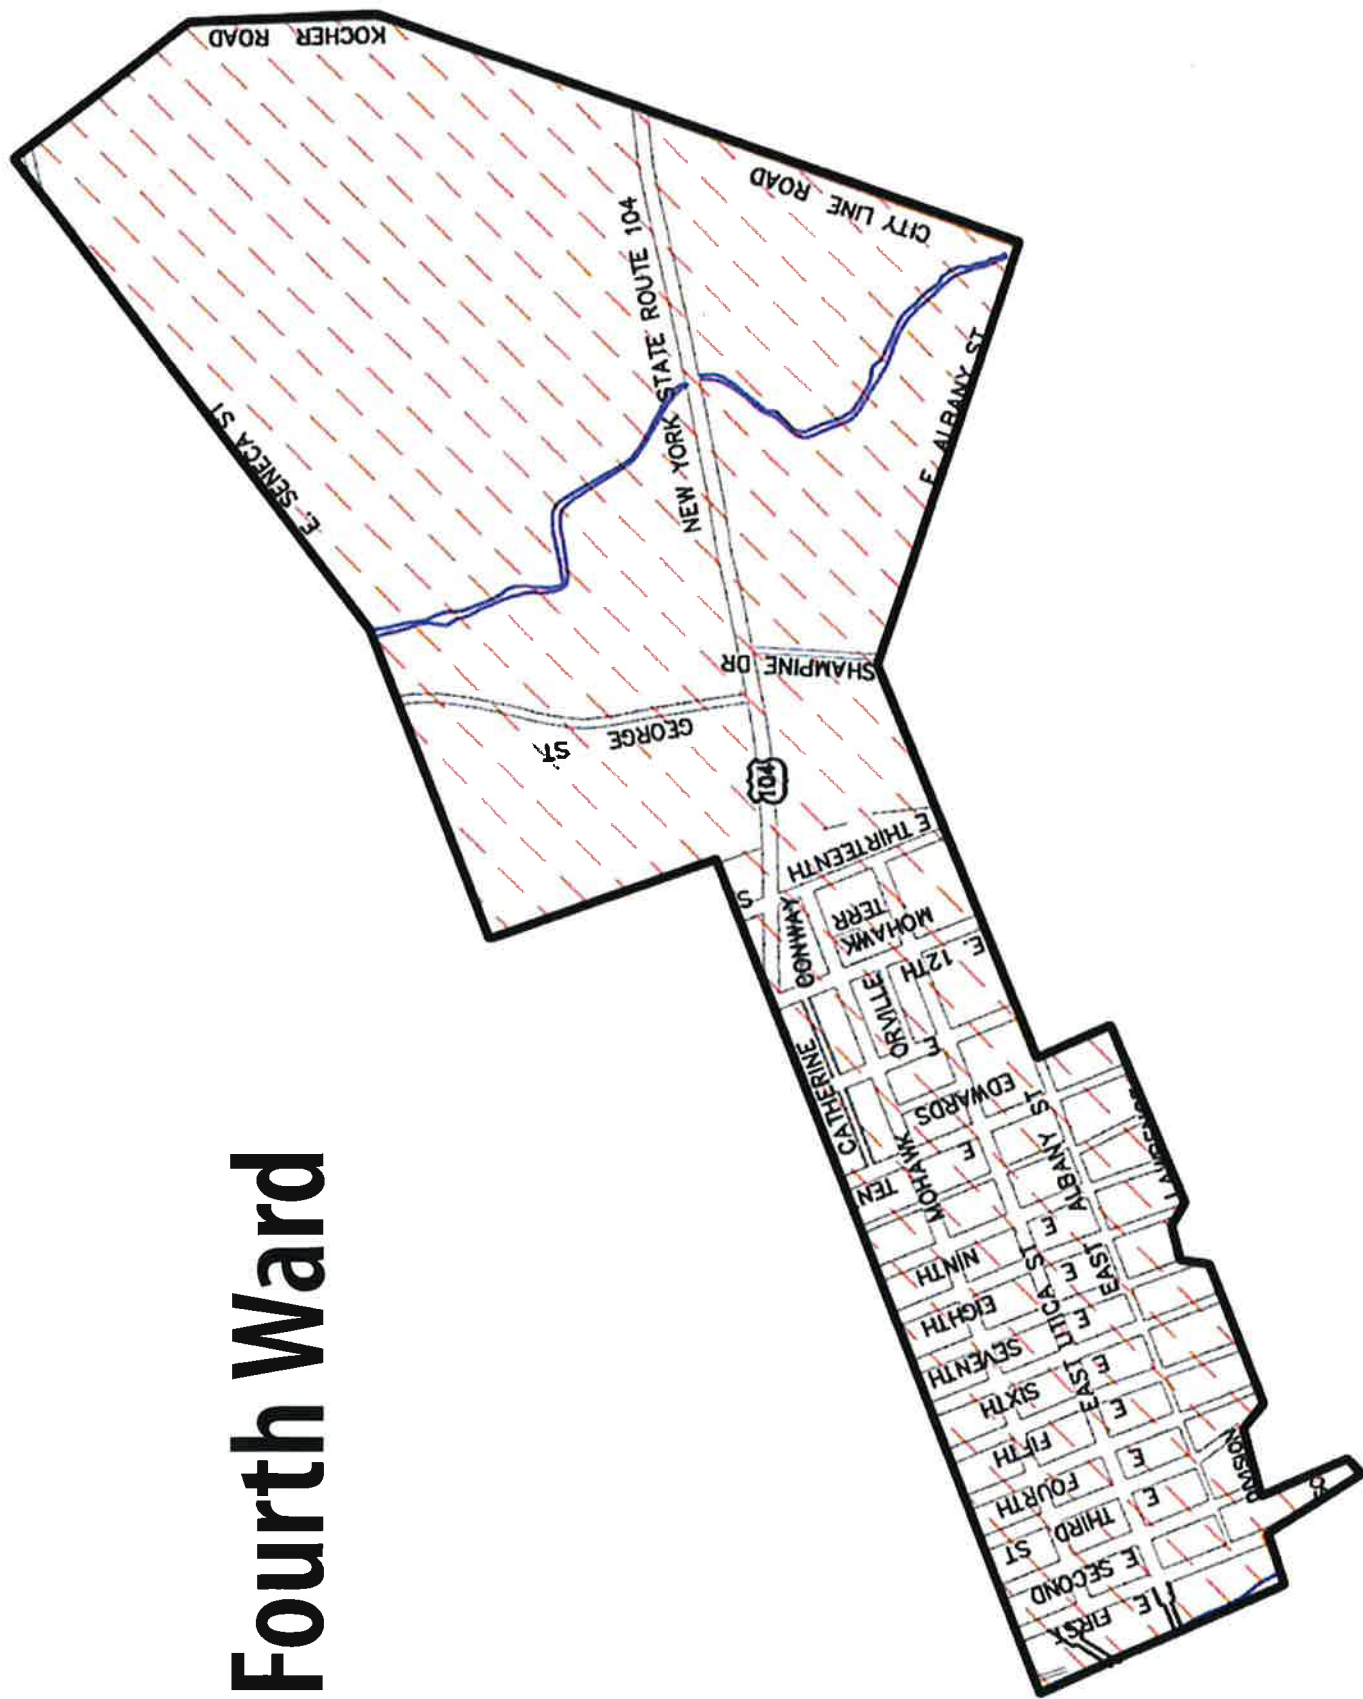 Fourth Ward
KOCHER ROAD
E. SENECA ST
NEW YORK STATE ROUTE 104
CITY LINE ROAD
E. ALBANY ST
SHAMPINE DR
GEORGE ST.
104
E THIRTEENTH
S
CONWAY
MOHAWK TERR
E. 12TH
ORVILLE
E
CATHERINE
EDWARDS
E
MOHAWK
TEN
EAST ALBANY ST
EAST UTICA ST
E NINTH
E EIGHTH
E SEVENTH
E SIXTH
E FIFTH
E FOURTH
E THIRD ST
E SECOND
E FIRST
DIVISION